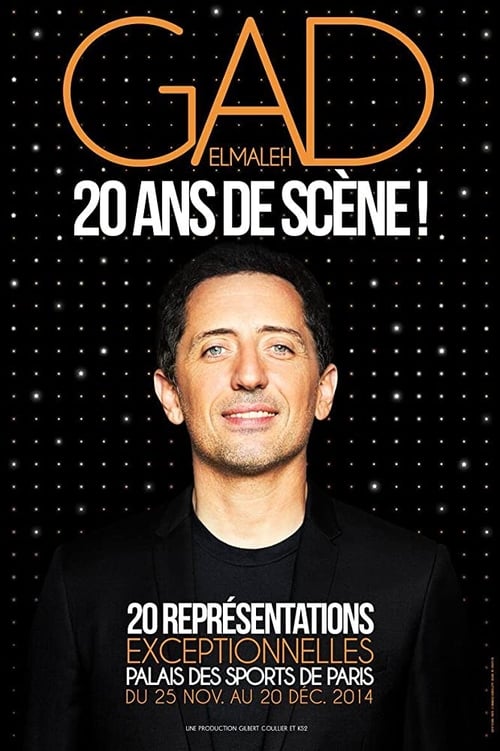 GAD
ELMALEH
20 ANS DE SCÈNE !
20 REPRÉSENTATIONS
EXCEPTIONNELLES
PALAIS DES SPORTS DE PARIS
DU 25 NOV. AU 20 DÉC. 2014
UNE PRODUCTION GILBERT COULLIER ET K52